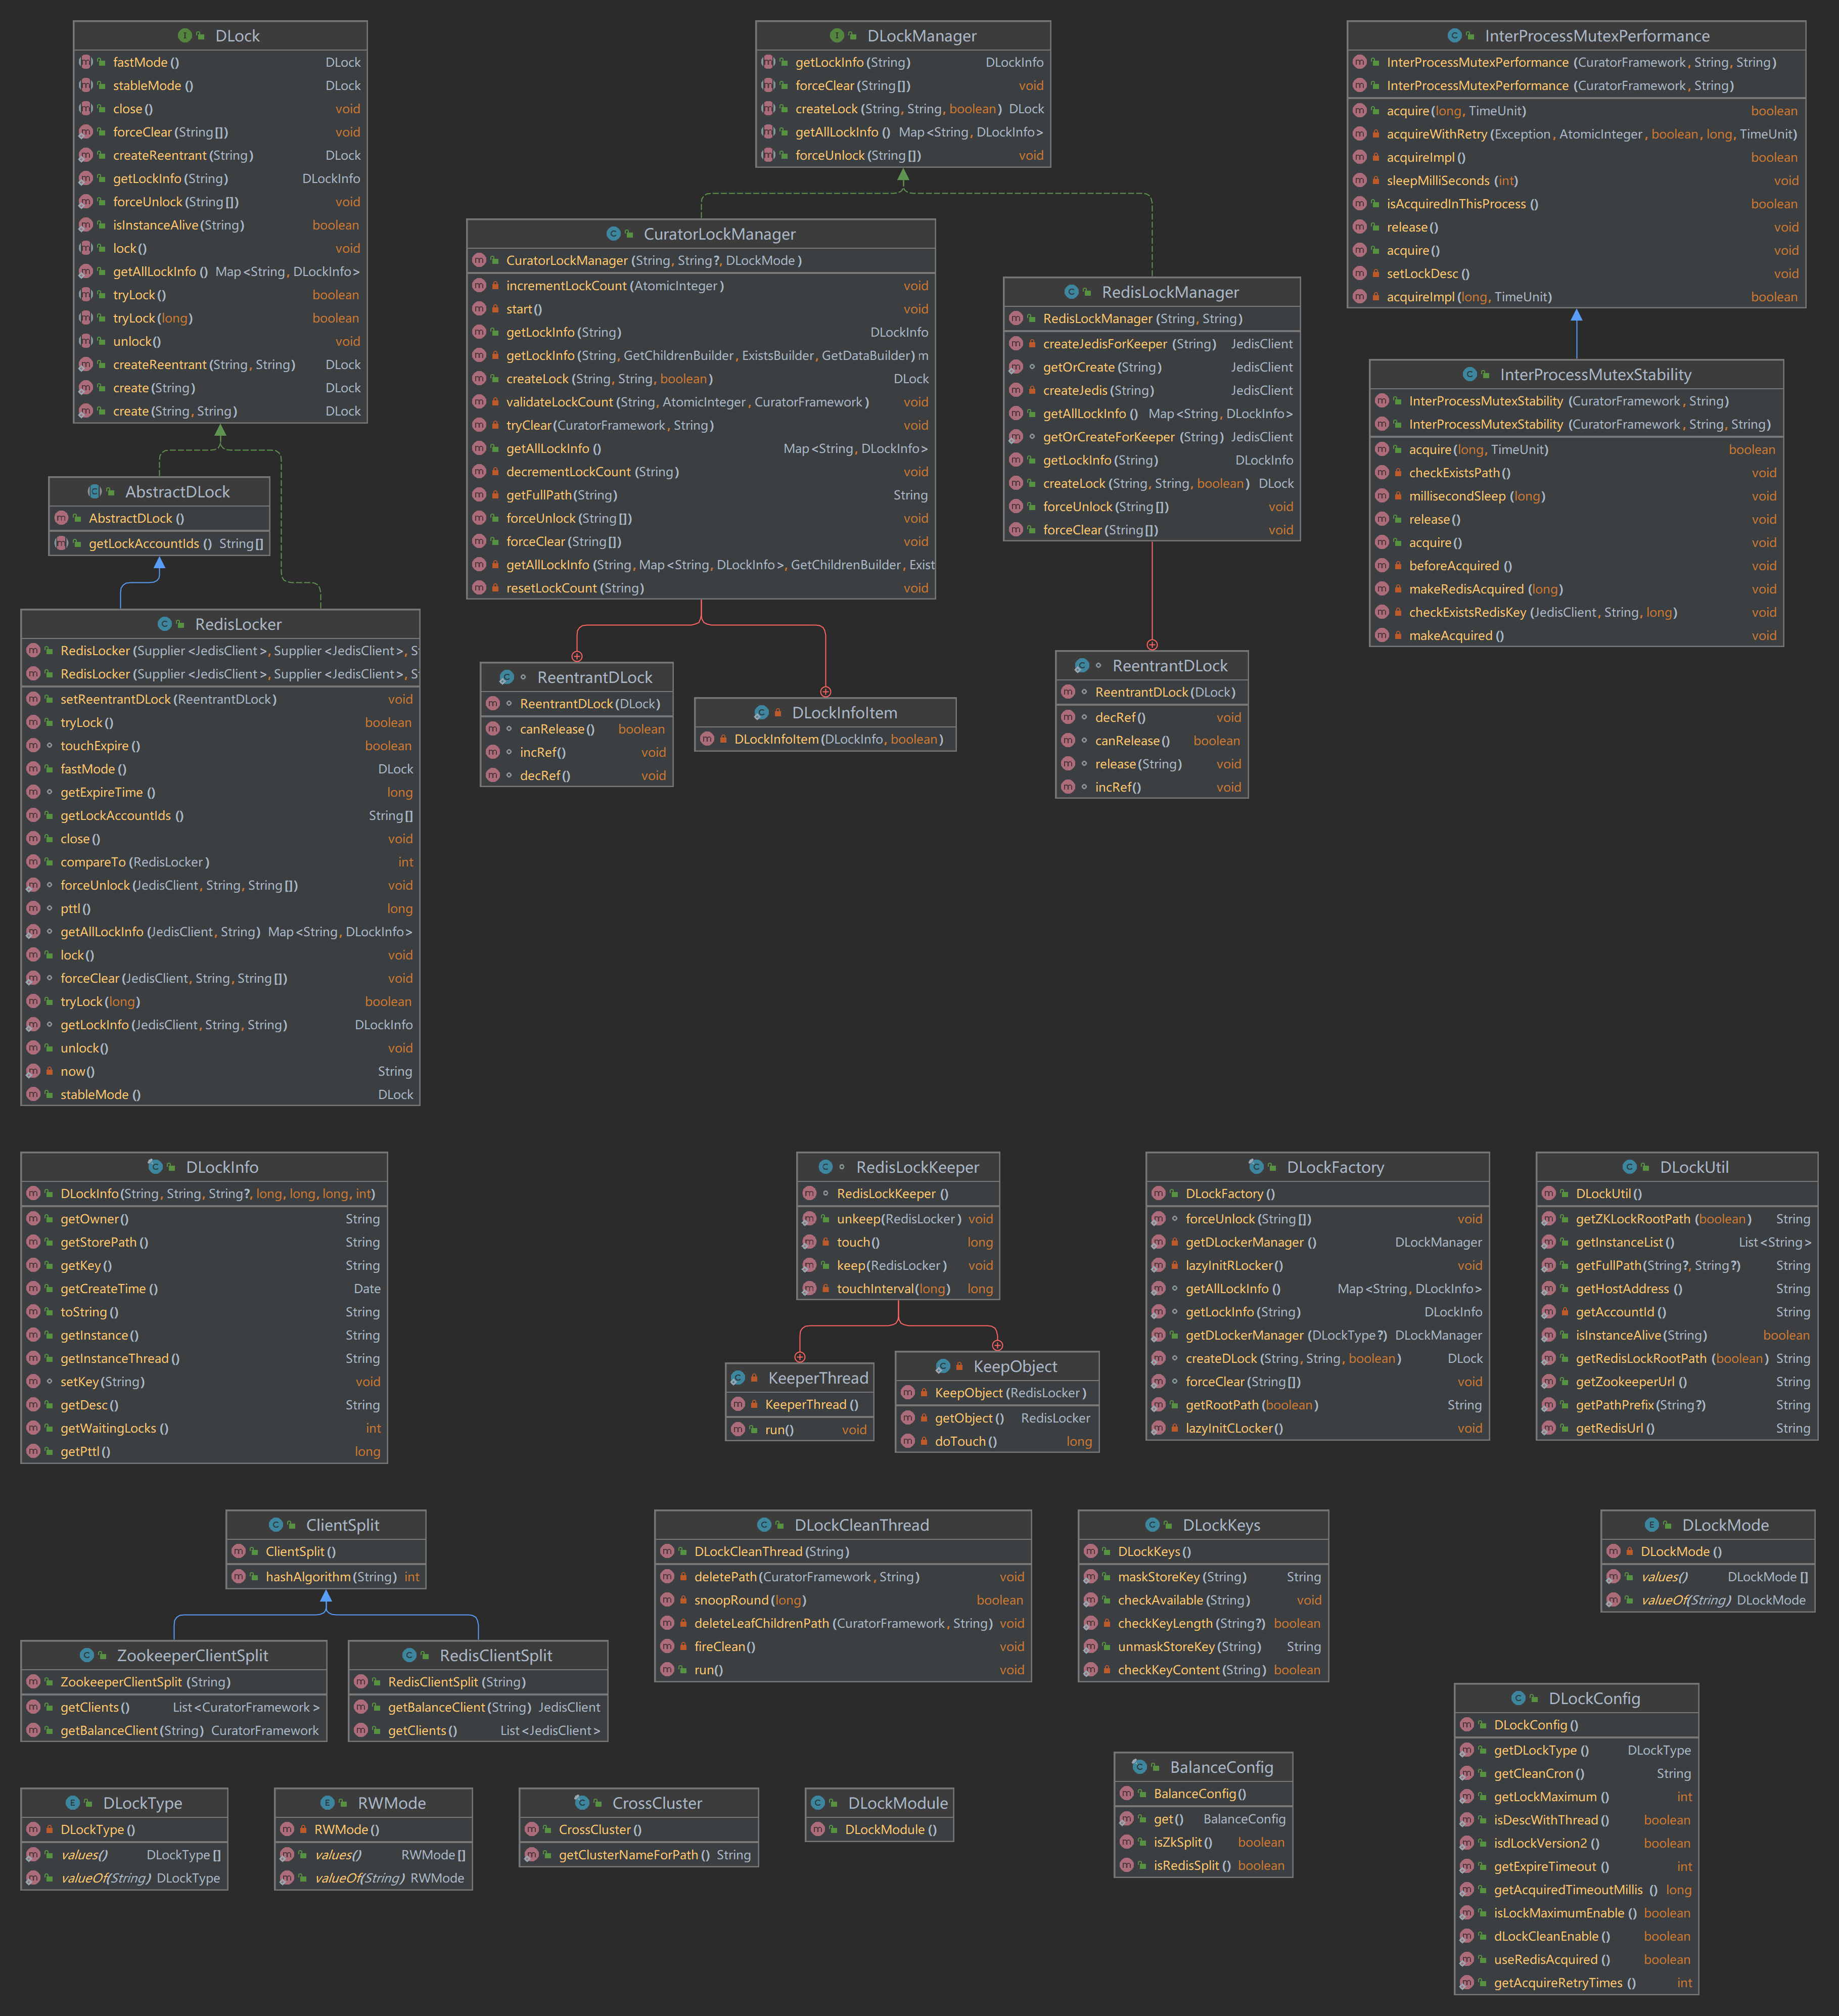 DLock
fastMode () DLock
stableMode () DLock
close() void
forceClear(String[]) void
createReentrant(String) DLock
getLockInfo(String) DLockInfo
forceUnlock(String[]) void
isInstanceAlive(String) boolean
lock() void
getAllLockInfo () Map<String, DLockInfo>
tryLock() boolean
tryLock(long) boolean
unlock() void
createReentrant(String, String) DLock
create(String) DLock
create(String, String) DLock
DLockManager
getLockInfo(String) DLockInfo
forceClear(String[]) void
createLock (String, String, boolean) DLock
getAllLockInfo () Map<String, DLockInfo>
forceUnlock(String[]) void
InterProcessMutexPerformance
InterProcessMutexPerformance (CuratorFramework, String, String)
InterProcessMutexPerformance (CuratorFramework, String)
acquire(long, TimeUnit) boolean
acquireWithRetry(Exception, AtomicInteger, boolean, long, TimeUnit)
acquireImpl() boolean
sleepMilliSeconds (int) void
isAcquiredInThisProcess () boolean
release() void
acquire() void
setLockDesc() void
acquireImpl(long, TimeUnit) boolean
CuratorLockManager
CuratorLockManager (String, String?, DLockMode)
incrementLockCount(AtomicInteger) void
start() void
getLockInfo(String) DLockInfo
getLockInfo(String, GetChildrenBuilder, ExistsBuilder, GetDataBuilder) m
createLock (String, String, boolean) DLock
validateLockCount(String, AtomicInteger, CuratorFramework) void
tryClear(CuratorFramework, String) void
getAllLockInfo () Map<String, DLockInfo>
decrementLockCount (String) void
getFullPath(String) String
forceUnlock(String[]) void
forceClear(String[]) void
getAllLockInfo(String, Map<String, DLockInfo>, GetChildrenBuilder, Exist
resetLockCount(String) void
RedisLockManager
RedisLockManager (String, String)
createJedisForKeeper (String) JedisClient
getOrCreate(String) JedisClient
createJedis(String) JedisClient
getAllLockInfo () Map<String, DLockInfo>
getOrCreateForKeeper (String) JedisClient
getLockInfo(String) DLockInfo
createLock(String, String, boolean) DLock
forceUnlock(String[]) void
forceClear(String[]) void
InterProcessMutexStability
InterProcessMutexStability (CuratorFramework, String)
InterProcessMutexStability (CuratorFramework, String, String)
acquire(long, TimeUnit) boolean
checkExistsPath() void
millisecondSleep (long) void
release() void
acquire() void
beforeAcquired () void
makeRedisAcquired (long) void
checkExistsRedisKey (JedisClient, String, long) void
makeAcquired() void
AbstractDLock
AbstractDLock ()
getLockAccountIds () String[]
RedisLocker
RedisLocker(Supplier<JedisClient>, Supplier<JedisClient>, S
RedisLocker(Supplier<JedisClient>, Supplier<JedisClient>, S
setReentrantDLock(ReentrantDLock) void
tryLock() boolean
touchExpire() boolean
fastMode() DLock
getExpireTime () long
getLockAccountIds () String[]
close() void
compareTo(RedisLocker) int
forceUnlock(JedisClient, String, String[]) void
pttl() long
getAllLockInfo (JedisClient, String) Map<String, DLockInfo>
lock() void
forceClear(JedisClient, String, String[]) void
tryLock(long) boolean
getLockInfo(JedisClient, String, String) DLockInfo
unlock() void
now() String
stableMode () DLock
ReentrantDLock
ReentrantDLock(DLock)
canRelease() boolean
incRef() void
decRef() void
DLockInfoItem
DLockInfoItem(DLockInfo, boolean)
ReentrantDLock
ReentrantDLock(DLock)
decRef() void
canRelease() boolean
release(String) void
incRef() void
DLockInfo
DLockInfo(String, String, String?, long, long, long, int)
getOwner() String
getStorePath () String
getKey() String
getCreateTime () Date
toString() String
getInstance() String
getInstanceThread() String
setKey(String) void
getDesc() String
getWaitingLocks () int
getPttl() long
RedisLockKeeper
RedisLockKeeper ()
unkeep(RedisLocker) void
touch() long
keep(RedisLocker) void
touchInterval(long) long
KeeperThread
KeeperThread()
run() void
KeepObject
KeepObject(RedisLocker)
getObject() RedisLocker
doTouch() long
DLockFactory
DLockFactory()
forceUnlock(String[]) void
getDLockerManager () DLockManager
lazyInitRLocker() void
getAllLockInfo () Map<String, DLockInfo>
getLockInfo(String) DLockInfo
getDLockerManager (DLockType?) DLockManager
createDLock (String, String, boolean) DLock
forceClear(String[]) void
getRootPath(boolean) String
lazyInitCLocker() void
DLockUtil
DLockUtil()
getZKLockRootPath (boolean) String
getInstanceList() List<String>
getFullPath(String?, String?) String
getHostAddress () String
getAccountId() String
isInstanceAlive(String) boolean
getRedisLockRootPath (boolean) String
getZookeeperUrl () String
getPathPrefix(String?) String
getRedisUrl() String
ClientSplit
ClientSplit()
hashAlgorithm(String) int
ZookeeperClientSplit
ZookeeperClientSplit (String)
getClients() List<CuratorFramework>
getBalanceClient(String) CuratorFramework
RedisClientSplit
RedisClientSplit (String)
getBalanceClient(String) JedisClient
getClients() List<JedisClient>
DLockCleanThread
DLockCleanThread(String)
deletePath(CuratorFramework, String) void
snoopRound(long) boolean
deleteLeafChildrenPath (CuratorFramework, String) void
fireClean() void
run() void
DLockKeys
DLockKeys()
maskStoreKey(String) String
checkAvailable(String) void
checkKeyLength(String?) boolean
unmaskStoreKey(String) String
checkKeyContent(String) boolean
DLockMode
DLockMode ()
values() DLockMode []
valueOf(String) DLockMode
DLockConfig
DLockConfig()
getDLockType () DLockType
getCleanCron() String
getLockMaximum () int
isDescWithThread() boolean
isdLockVersion2 () boolean
getExpireTimeout () int
getAcquiredTimeoutMillis () long
isLockMaximumEnable () boolean
dLockCleanEnable() boolean
useRedisAcquired () boolean
getAcquireRetryTimes () int
BalanceConfig
BalanceConfig()
get() BalanceConfig
isZkSplit() boolean
isRedisSplit() boolean
DLockType
DLockType()
values() DLockType[]
valueOf(String) DLockType
RWMode
RWMode()
values() RWMode[]
valueOf(String) RWMode
CrossCluster
CrossCluster()
getClusterNameForPath () String
DLockModule
DLockModule ()